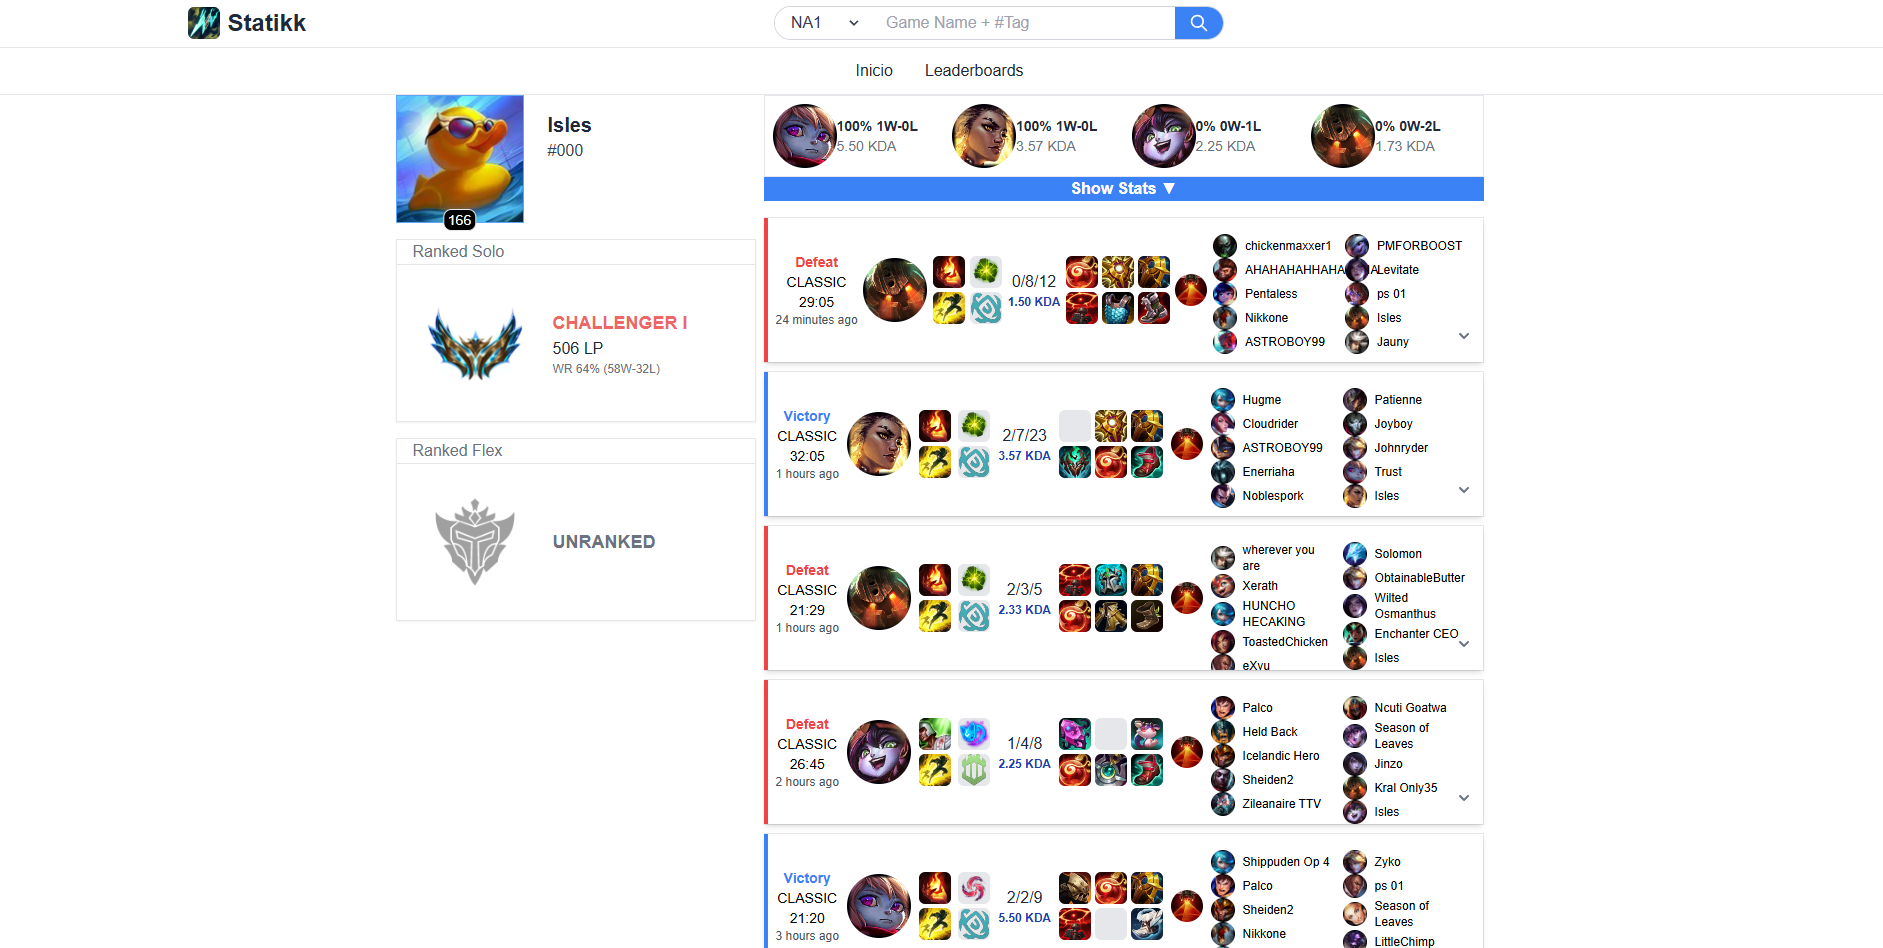 Statikk
NA1
Game Name + #Tag
Inicio
Leaderboards
Isles
#000
166
Ranked Solo
CHALLENGER I
506 LP
WR 64% (58W-32L)
Ranked Flex
UNRANKED
100% 1W-0L
5.50 KDA
100% 1W-0L
3.57 KDA
0% 0W-1L
2.25 KDA
0% 0W-2L
1.73 KDA
Show Stats ▼
Defeat
CLASSIC
29:05
24 minutes ago
0/8/12
1.50 KDA
chickenmaxxer1
Pentaless
Nikkone
ASTROBOY99
PMFORBOOST
Levitate
ps 01
Isles
Jauny
Victory
CLASSIC
32:05
1 hours ago
2/7/23
3.57 KDA
Hugme
Cloudrider
ASTROBOY99
Enerriaha
Noblespork
Patienne
Joyboy
Johnryder
Trust
Isles
Defeat
CLASSIC
21:29
1 hours ago
2/3/5
2.33 KDA
wherever you
are
Xerath
HUNCHO
HECAKING
ToastedChicken
eXyu
Solomon
ObtainableButter
Wilted
Osmanthus
Enchanter CEO
Isles
Defeat
CLASSIC
26:45
2 hours ago
1/4/8
2.25 KDA
Palco
Held Back
Icelandic Hero
Sheiden2
Zileanaire TTV
Ncuti Goatwa
Season of
Leaves
Jinzo
Kral Only35
Isles
Victory
CLASSIC
21:20
3 hours ago
2/2/9
5.50 KDA
Shippuden Op 4
Palco
Sheiden2
Nikkone
Zyko
ps 01
Season of
Leaves
LittleChimp